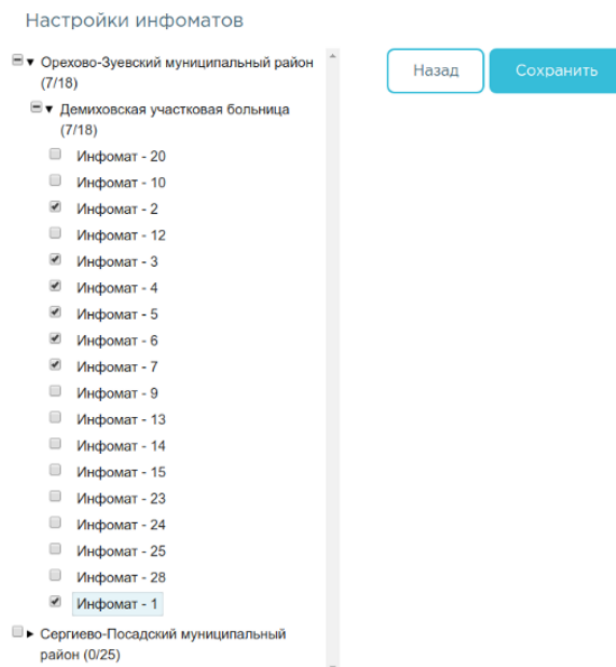 Настройки инфоматов
Орехово-Зуевский муниципальный район
(7/18)
Назад
Сохранить
Демиховская участковая больница
(7/18)
Инфомат - 20
Инфомат - 10
Инфомат - 2
Инфомат - 12
Инфомат - 3
Инфомат - 4
Инфомат - 5
Инфомат - 6
Инфомат - 7
Инфомат - 9
Инфомат - 13
Инфомат - 14
Инфомат - 15
Инфомат - 23
Инфомат - 24
Инфомат - 25
Инфомат - 28
Инфомат - 1
Сергиево-Посадский муниципальный
район (0/25)